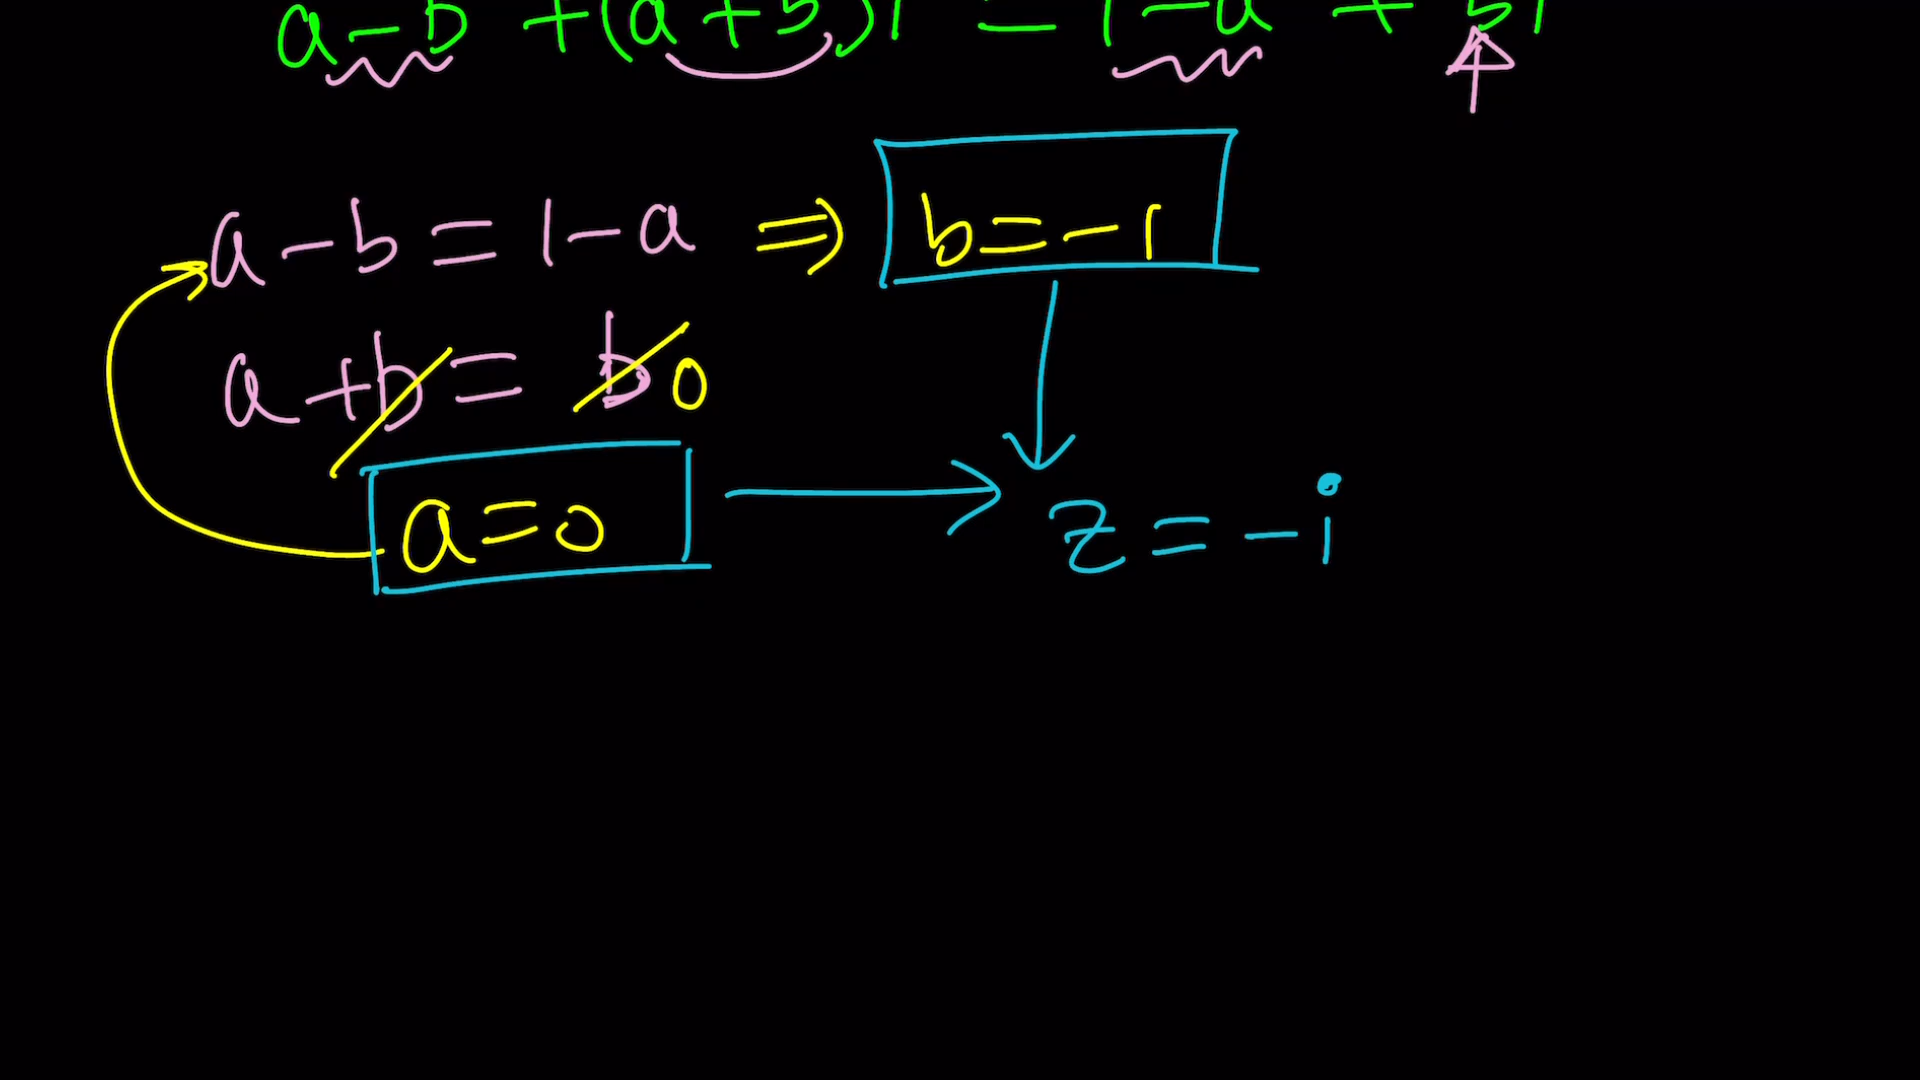 a-b +(a+b)i = 1-a + bi
a-b=1-a ⇒ b=-1
a+b= b 0
a=0
z=-i